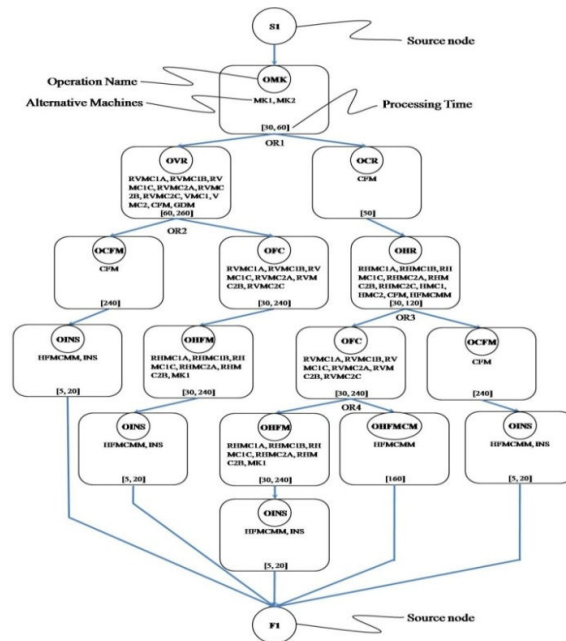 S1
Source node
Operation Name
OMK
Alternative Machines
MK1, MK2
Processing Time
[30, 60]
OR1
OVR
RVMC1A, RVMC1B, RV
MC1C, RVMC2A, RVMC
2B, RVMC2C, VMC1, V
MC2, CFM, GDM
[60, 260]
OCR
CFM
[50]
OR2
OCFM
CFM
[240]
OFC
RVMC1A, RVMC1B, RV
MC1C, RVMC2A, RVM
C2B, RVMC2C
[30, 240]
OHR
RHMC1A, RHMC1B, RH
MC1C, RHMC2A, RHM
C2B, RHMC2C, HMC1,
HMC2, CFM, HFMCMM
[30, 120]
OR3
OINS
HFMCMM, INS
[5, 20]
OHFM
RHMC1A, RHMC1B, RH
MC1C, RHMC2A, RHM
C2B, MK1
[30, 240]
OFC
RVMC1A, RVMC1B, RV
MC1C, RVMC2A, RVM
C2B, RVMC2C
[30, 240]
OCFM
CFM
[240]
OR4
OINS
HFMCMM, INS
[5, 20]
OHFM
RHMC1A, RHMC1B, RH
MC1C, RHMC2A, RHM
C2B, MK1
[30, 240]
OHFMCM
HFMCMM
[160]
OINS
HFMCMM, INS
[5, 20]
OINS
HFMCMM, INS
[5, 20]
F1
Source node